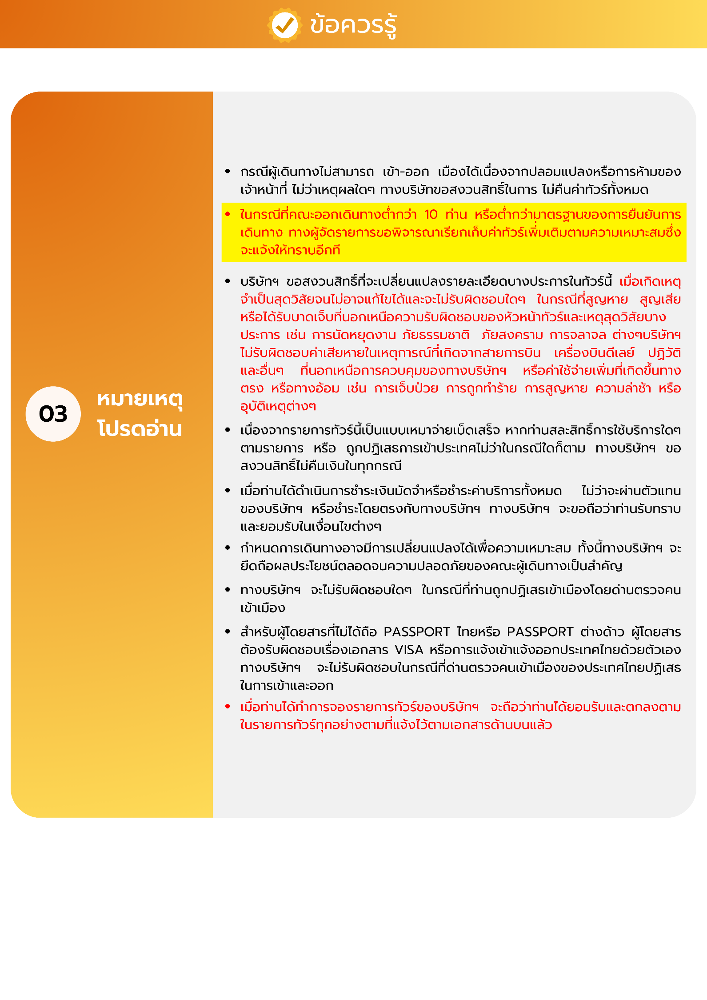 ข้อควรรู้
03
หมายเหตุ
โปรดอ่าน
• กรณีผู้เดินทางไม่สามารถ เข้า-ออก เมืองได้เนื่องจากปลอมแปลงหรือการห้ามของ
เจ้าหน้าที่ ไม่ว่าเหตุผลใดๆ ทางบริษัทขอสงวนสิทธิ์ในการ ไม่คืนค่าทัวร์ทั้งหมด
• ในกรณีที่คณะออกเดินทางต่ำกว่า 10 ท่าน หรือต่ำกว่ามาตรฐานของการยืนยันการ
เดินทาง ทางผู้จัดรายการขอพิจารณาเรียกเก็บค่าทัวร์เพิ่มเติมตามความเหมาะสมซึ่ง
จะแจ้งให้ทราบอีกที
• บริษัทฯ ขอสงวนสิทธิ์ที่จะเปลี่ยนแปลงรายละเอียดบางประการในทัวร์นี้ เมื่อเกิดเหตุ
จำเป็นสุดวิสัยจนไม่อาจแก้ไขได้และจะไม่รับผิดชอบใดๆ ในกรณีที่สูญหาย สูญเสีย
หรือได้รับบาดเจ็บที่นอกเหนือความรับผิดชอบของหัวหน้าทัวร์และเหตุสุดวิสัยบาง
ประการ เช่น การนัดหยุดงาน ภัยธรรมชาติ ภัยสงคราม การจลาจล ต่างๆบริษัทฯ
ไม่รับผิดชอบค่าเสียหายในเหตุการณ์ที่เกิดจากสายการบิน เครื่องบินดีเลย์ ปฏิวัติ
และอื่นๆ ที่นอกเหนือการควบคุมของทางบริษัทฯ หรือค่าใช้จ่ายเพิ่มที่เกิดขึ้นทาง
ตรง หรือทางอ้อม เช่น การเจ็บป่วย การถูกทำร้าย การสูญหาย ความล่าช้า หรือ
อุบัติเหตุต่างๆ
• เนื่องจากรายการทัวร์นี้เป็นแบบเหมาจ่ายเบ็ดเสร็จ หากท่านสละสิทธิ์การใช้บริการใดๆ
ตามรายการ หรือ ถูกปฏิเสธการเข้าประเทศไม่ว่าในกรณีใดก็ตาม ทางบริษัทฯ ขอ
สงวนสิทธิ์ไม่คืนเงินในทุกกรณี
• เมื่อท่านได้ดำเนินการชำระเงินมัดจำหรือชำระค่าบริการทั้งหมด ไม่ว่าจะผ่านตัวแทน
ของบริษัทฯ หรือชำระโดยตรงกับทางบริษัทฯ ทางบริษัทฯ จะขอถือว่าท่านรับทราบ
และยอมรับในเงื่อนไขต่างๆ
• กำหนดการเดินทางอาจมีการเปลี่ยนแปลงได้เพื่อความเหมาะสม ทั้งนี้ทางบริษัทฯ จะ
ยึดถือผลประโยชน์ตลอดจนความปลอดภัยของคณะผู้เดินทางเป็นสำคัญ
• ทางบริษัทฯ จะไม่รับผิดชอบใดๆ ในกรณีที่ท่านถูกปฏิเสธเข้าเมืองโดยด่านตรวจคน
เข้าเมือง
• สำหรับผู้โดยสารที่ไม่ได้ถือ PASSPORT ไทยหรือ PASSPORT ต่างด้าว ผู้โดยสาร
ต้องรับผิดชอบเรื่องเอกสาร VISA หรือการแจ้งเข้าแจ้งออกประเทศไทยด้วยตัวเอง
ทางบริษัทฯ จะไม่รับผิดชอบในกรณีที่ด่านตรวจคนเข้าเมืองของประเทศไทยปฏิเสธ
ในการเข้าและออก
• เมื่อท่านได้ทำการจองรายการทัวร์ของบริษัทฯ จะถือว่าท่านได้ยอมรับและตกลงตาม
ในรายการทัวร์ทุกอย่างตามที่แจ้งไว้ตามเอกสารด้านบนแล้ว